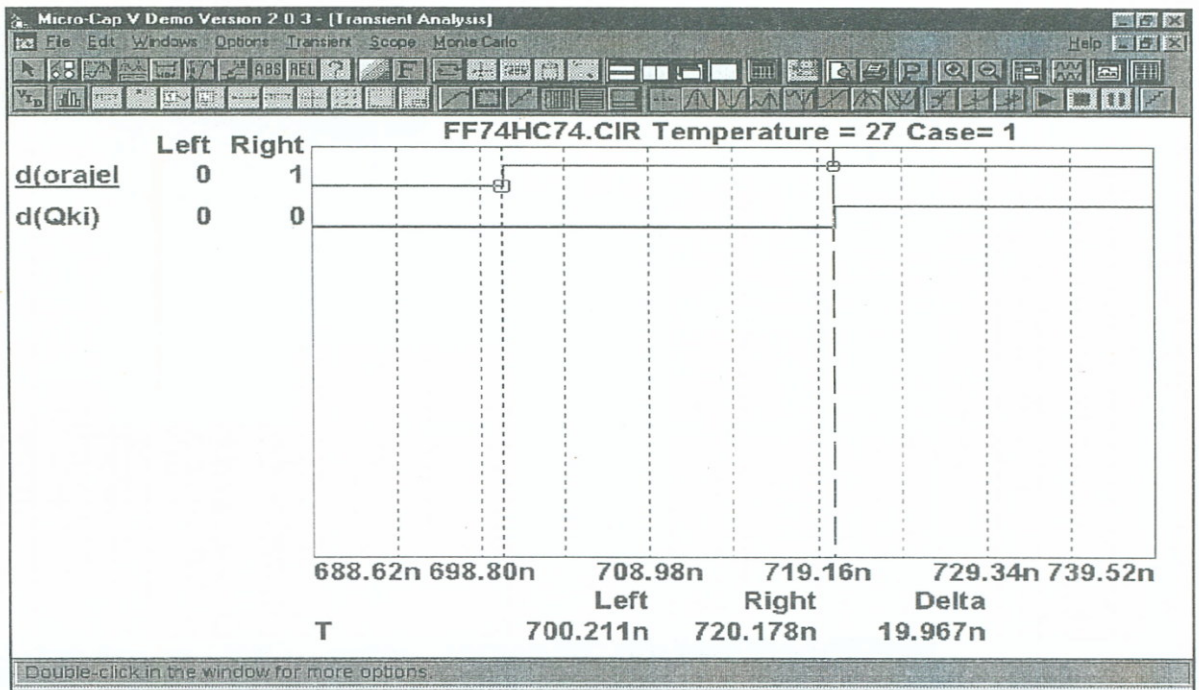 Micro-Cap V Demo Version 2.0.3 - [Transient Analysis]
File Edit Windows Options Transient Scope Monte Carlo Help
ABS REL ? F P
FF74HC74.CIR Temperature = 27 Case= 1
Left Right
d(orajel 0 1
d(Qki) 0 0
688.62n 698.80n 708.98n 719.16n 729.34n 739.52n
Left Right Delta
T 700.211n 720.178n 19.967n
Double-click in the window for more options.